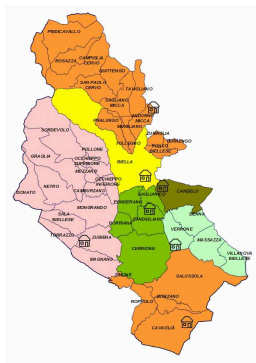 PIEDICAVALLO
ROSAZZA
CAMPIGLIA
CERVO
QUITTENGO
SAN PAOLO
CERVO
TAVIGLIANO
SAGLIANO
MICCA
ANDORNO
MICCA
PRALUNGO
MIAGLIANO
TOLLEGNO
ZUMAGLIA
TERNENGO
RONCO
BIELLESE
SORDEVOLO
POLLONE
BIELLA
GRAGLIA
OCCHIEPPO
SUPERIORE
MUZZANO
OCCHIEPPO
INFERIORE
DONATO
NETRO
CAMBURZANO
GAGLIANICO
CANDELO
PONDERANO
MONGRANDO
SANDIGLIANO
BENNA
SALA
BIELLESE
BORRIANA
VERRONE
TORRAZZO
ZUBIENA
MASSAZZA
CERRIONE
VILLANOVA
BIELLESE
MAGNANO
ZIMONE
SALUSSOLA
ROPPOLO
DORZANO
CAVAGLIÀ